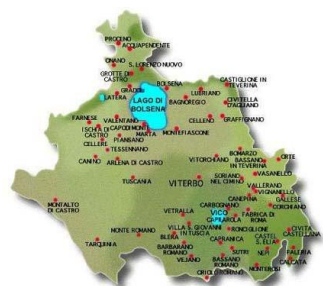 PROCENO
ACQUAPENDENTE
ONANO
S. LORENZO NUOVO
GROTTE DI
CASTRO
GRADOLI
LATERA
BOLSENA
LAGO DI
BOLSENA
LUBRIANO
BAGNOREGIO
CASTIGLIONE IN
TEVERINA
CIVITELLA
D'AGLIANO
FARNESE
VALENTANO
ISCHIA DI
CASTRO
CAPODIMONTE
MARTA
MONTEFIASCONE
CELLENO
GRAFFIGNANO
CELLERE
PIANSANO
TESSENNANO
CANINO
ARLENA DI CASTRO
VITORCHIANO
BOMARZO
BASSANO
IN TEVERINA
ORTE
TUSCANIA
VITERBO
SORIANO
NEL CIMINO
VASANELLO
VALLERANO
VIGNANELLO
CANEPINA
GALLESE
CORCHIANO
MONTALTO
DI CASTRO
VETRALLA
VICO
CARBOGNANO
CAPRAROLA
FABRICA DI
ROMA
MONTE ROMANO
VILLA S. GIOVANNI
IN TUSCIA
RONCIGLIONE
CASTEL
S. ELIA
CIVITA
CASTELLANA
TARQUINIA
BLERA
BARBARANO
ROMANO
CAPRANICA
SUTRI
NEPI
FALERIA
CALCATA
VEJANO
BASSANO
ROMANO
MONTEROSI
ORIOLO ROMANO